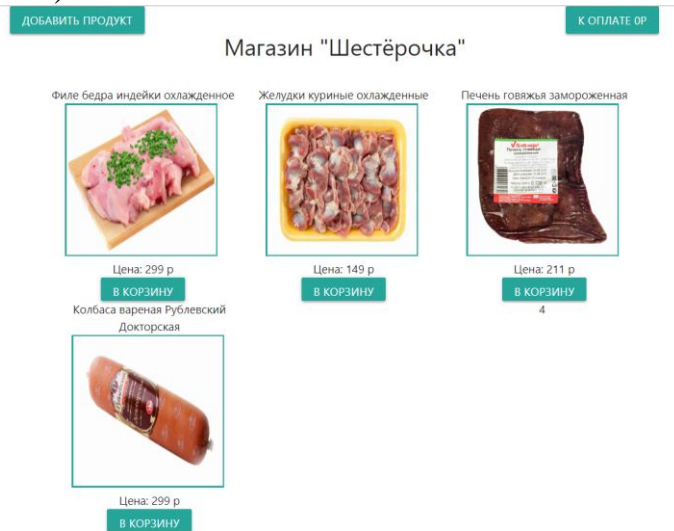 ДОБАВИТЬ ПРОДУКТ
К ОПЛАТЕ 0Р
Магазин "Шестёрочка"
Филе бедра индейки охлажденное
Желудки куриные охлажденные
Печень говяжья замороженная
Цена: 299 р
Цена: 149 р
Цена: 211 р
В КОРЗИНУ
В КОРЗИНУ
В КОРЗИНУ
4
Колбаса вареная Рублевский
Докторская
Цена: 299 р
В КОРЗИНУ